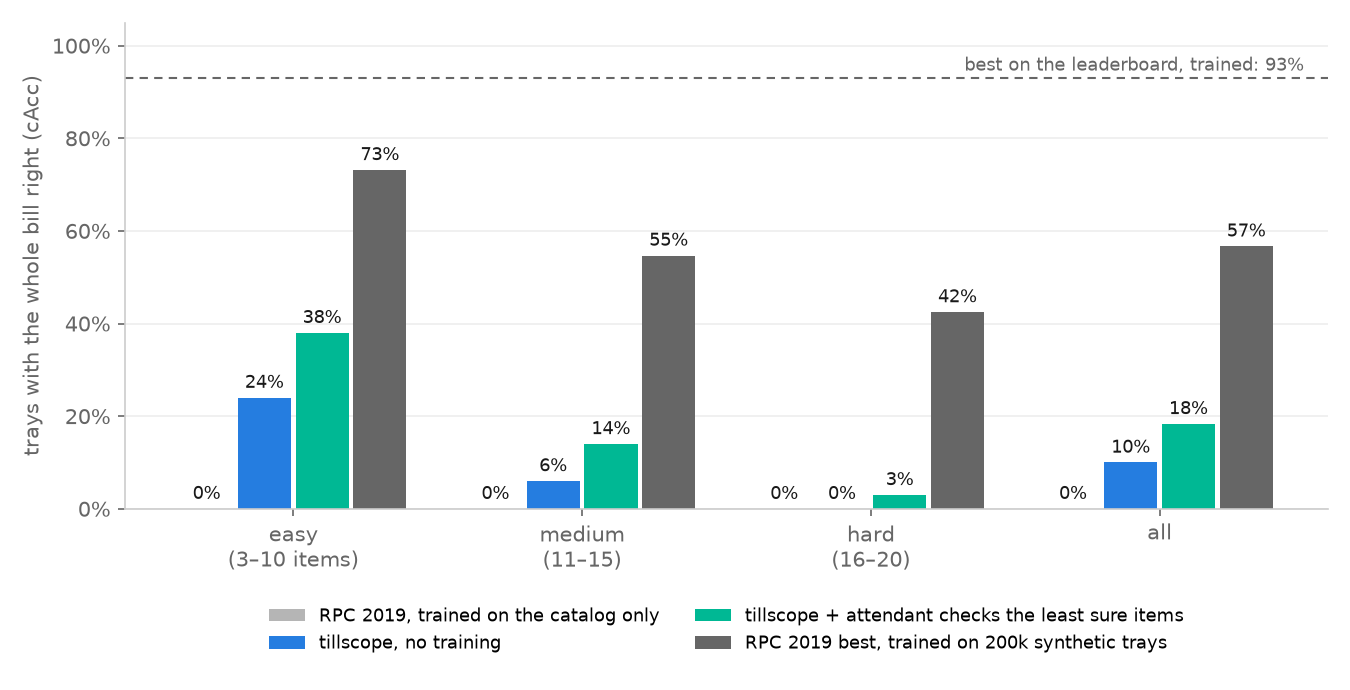 trays with the whole bill right (cAcc)
100%
80%
60%
40%
20%
0%
best on the leaderboard, trained: 93%
0%
24%
38%
73%
0%
6%
14%
55%
0%
0%
3%
42%
0%
10%
18%
57%
easy
(3–10 items)
medium
(11–15)
hard
(16–20)
all
RPC 2019, trained on the catalog only
tillscope, no training
tillscope + attendant checks the least sure items
RPC 2019 best, trained on 200k synthetic trays